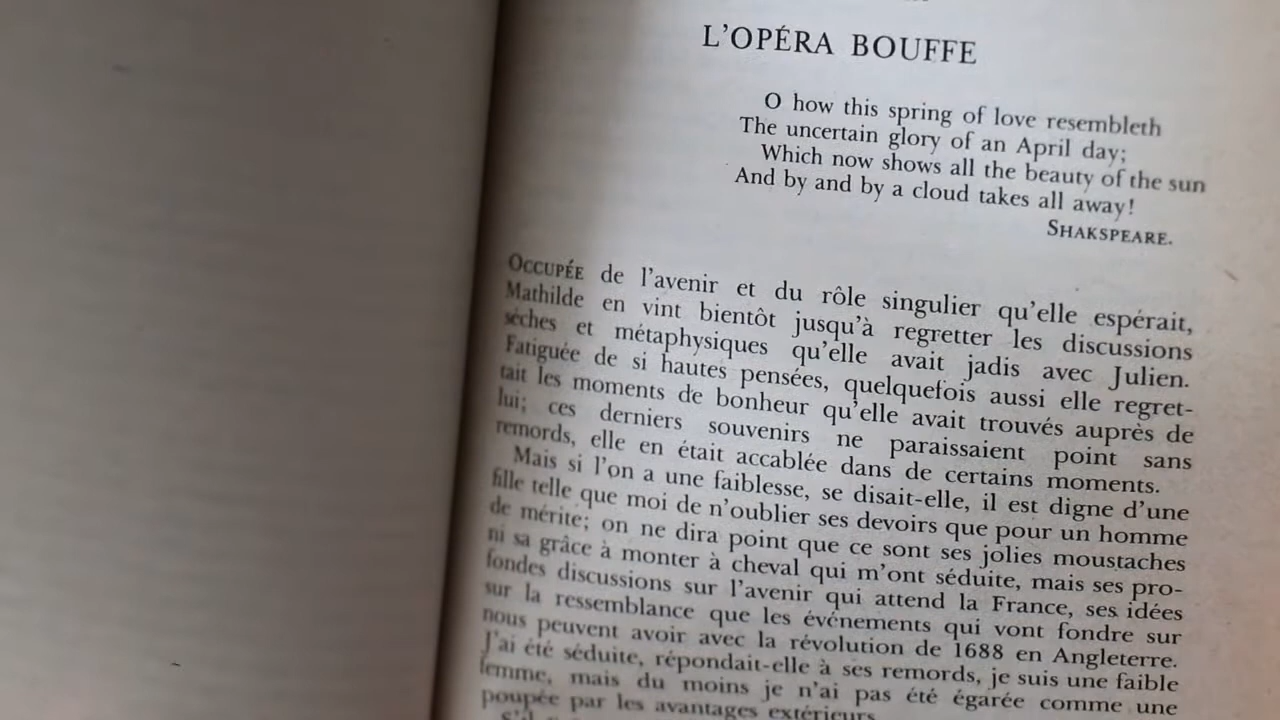 L'OPÉRA BOUFFE
O how this spring of love resembleth
The uncertain glory of an April day;
Which now shows all the beauty of the sun
And by and by a cloud takes all away!
SHAKSPEARE.
OCCUPÉE de l'avenir et du rôle singulier qu'elle espérait,
Mathilde en vint bientôt jusqu'à regretter les discussions
sèches et métaphysiques qu'elle avait jadis avec Julien.
Fatiguée de si hautes pensées, quelquefois aussi elle regret-
tait les moments de bonheur qu'elle avait trouvés auprès de
lui; ces derniers souvenirs ne paraissaient point sans
remords, elle en était accablée dans de certains moments.
Mais si l'on a une faiblesse, se disait-elle, il est digne d'une
fille telle que moi de n'oublier ses devoirs que pour un homme
de mérite; on ne dira point que ce sont ses jolies moustaches
ni sa grâce à monter à cheval qui m'ont séduite, mais ses pro-
fondes discussions sur l'avenir qui attend la France, ses idées
sur la ressemblance que les événements qui vont fondre sur
nous peuvent avoir avec la révolution de 1688 en Angleterre.
J'ai été séduite, répondait-elle à ses remords, je suis une faible
femme, mais du moins je n'ai pas été égarée comme une
poupée par les avantages extérieurs.